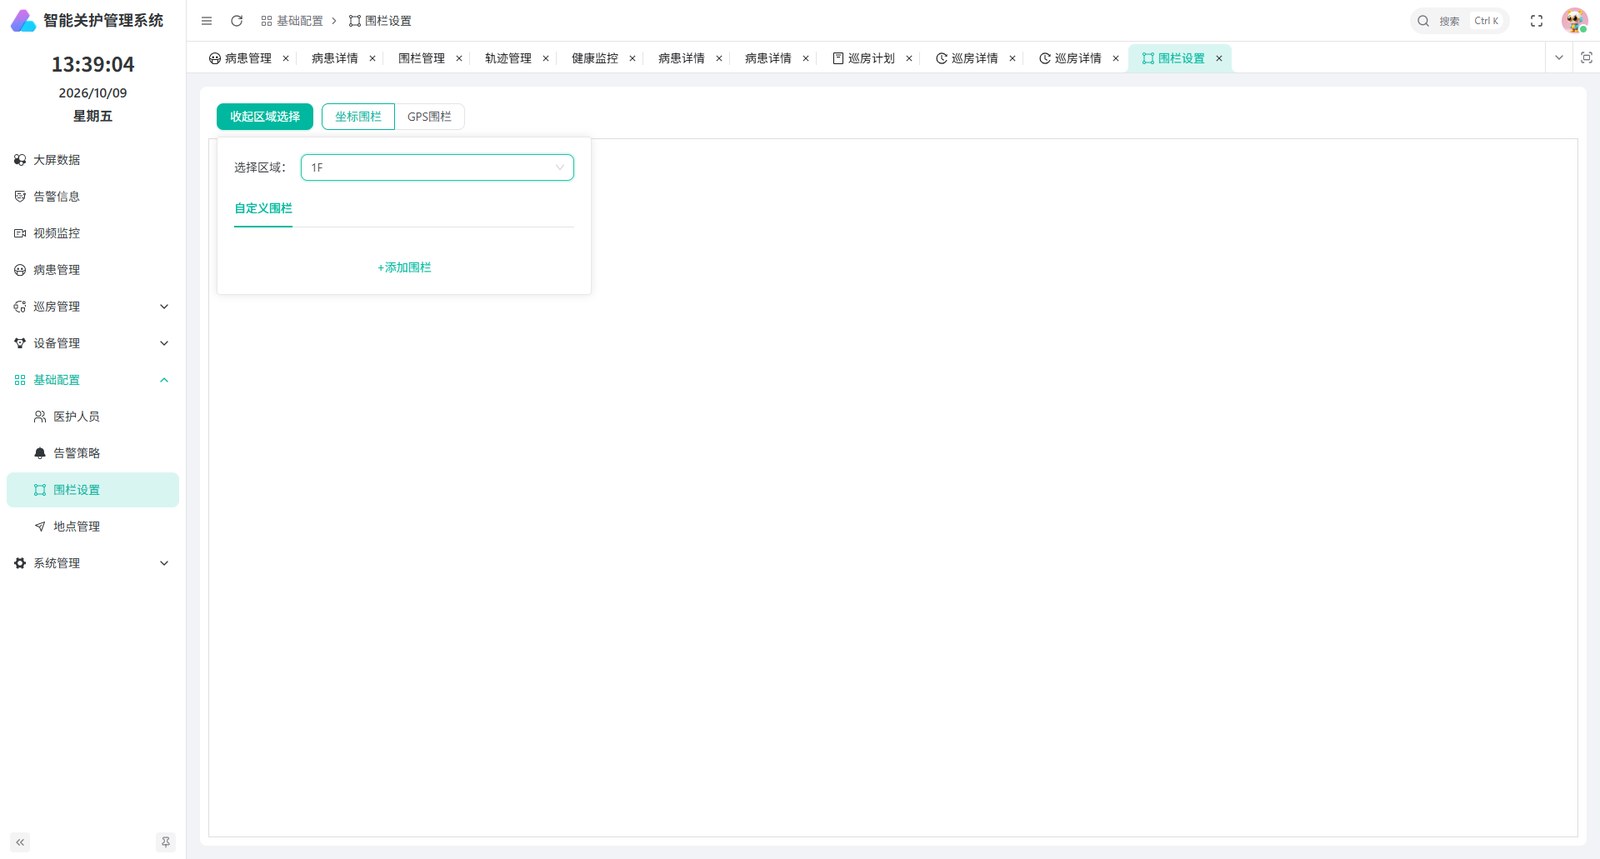 智能关护管理系统
基础配置
围栏设置
搜索 Ctrl K
13:39:04
2026/10/09
星期五
病患管理 病患详情 围栏管理 轨迹管理 健康监控 病患详情 病患详情 巡房计划 巡房详情 巡房详情 围栏设置
大屏数据
告警信息
视频监控
病患管理
巡房管理
设备管理
基础配置
医护人员
告警策略
围栏设置
地点管理
系统管理
收起区域选择 坐标围栏 GPS围栏
选择区域： 1F
自定义围栏
+添加围栏